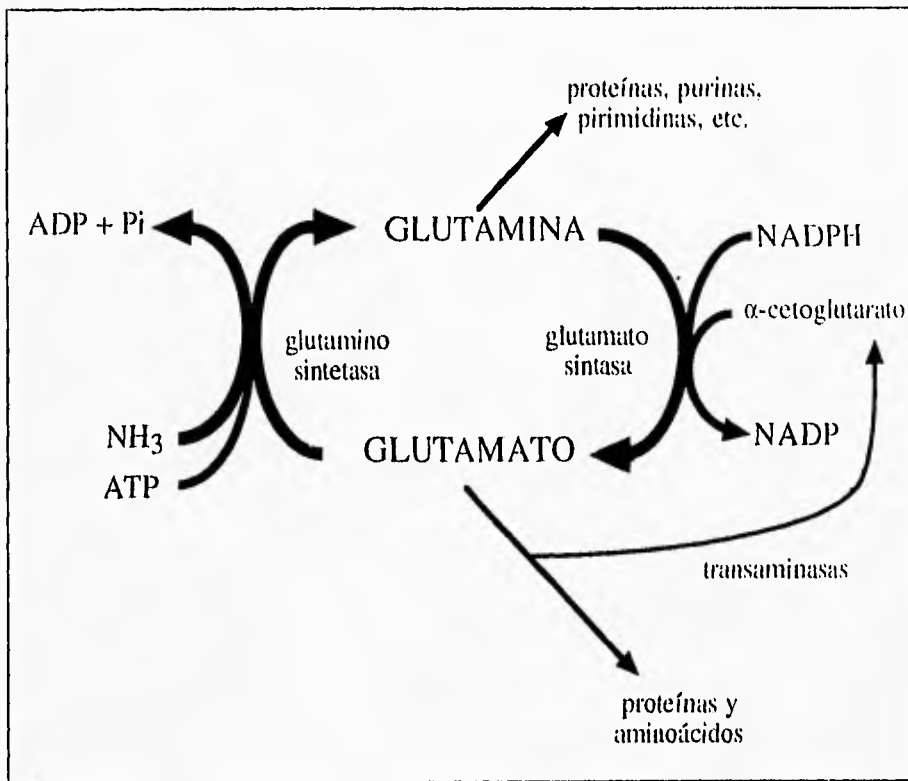 proteínas, purinas,
pirimidinas, etc.
ADP + Pi
GLUTAMINA
NADPH
α-cetoglutarato
glutamino
sintetasa
glutamato
sintasa
NH3
ATP
GLUTAMATO
NADP
transaminasas
proteínas y
aminoácidos